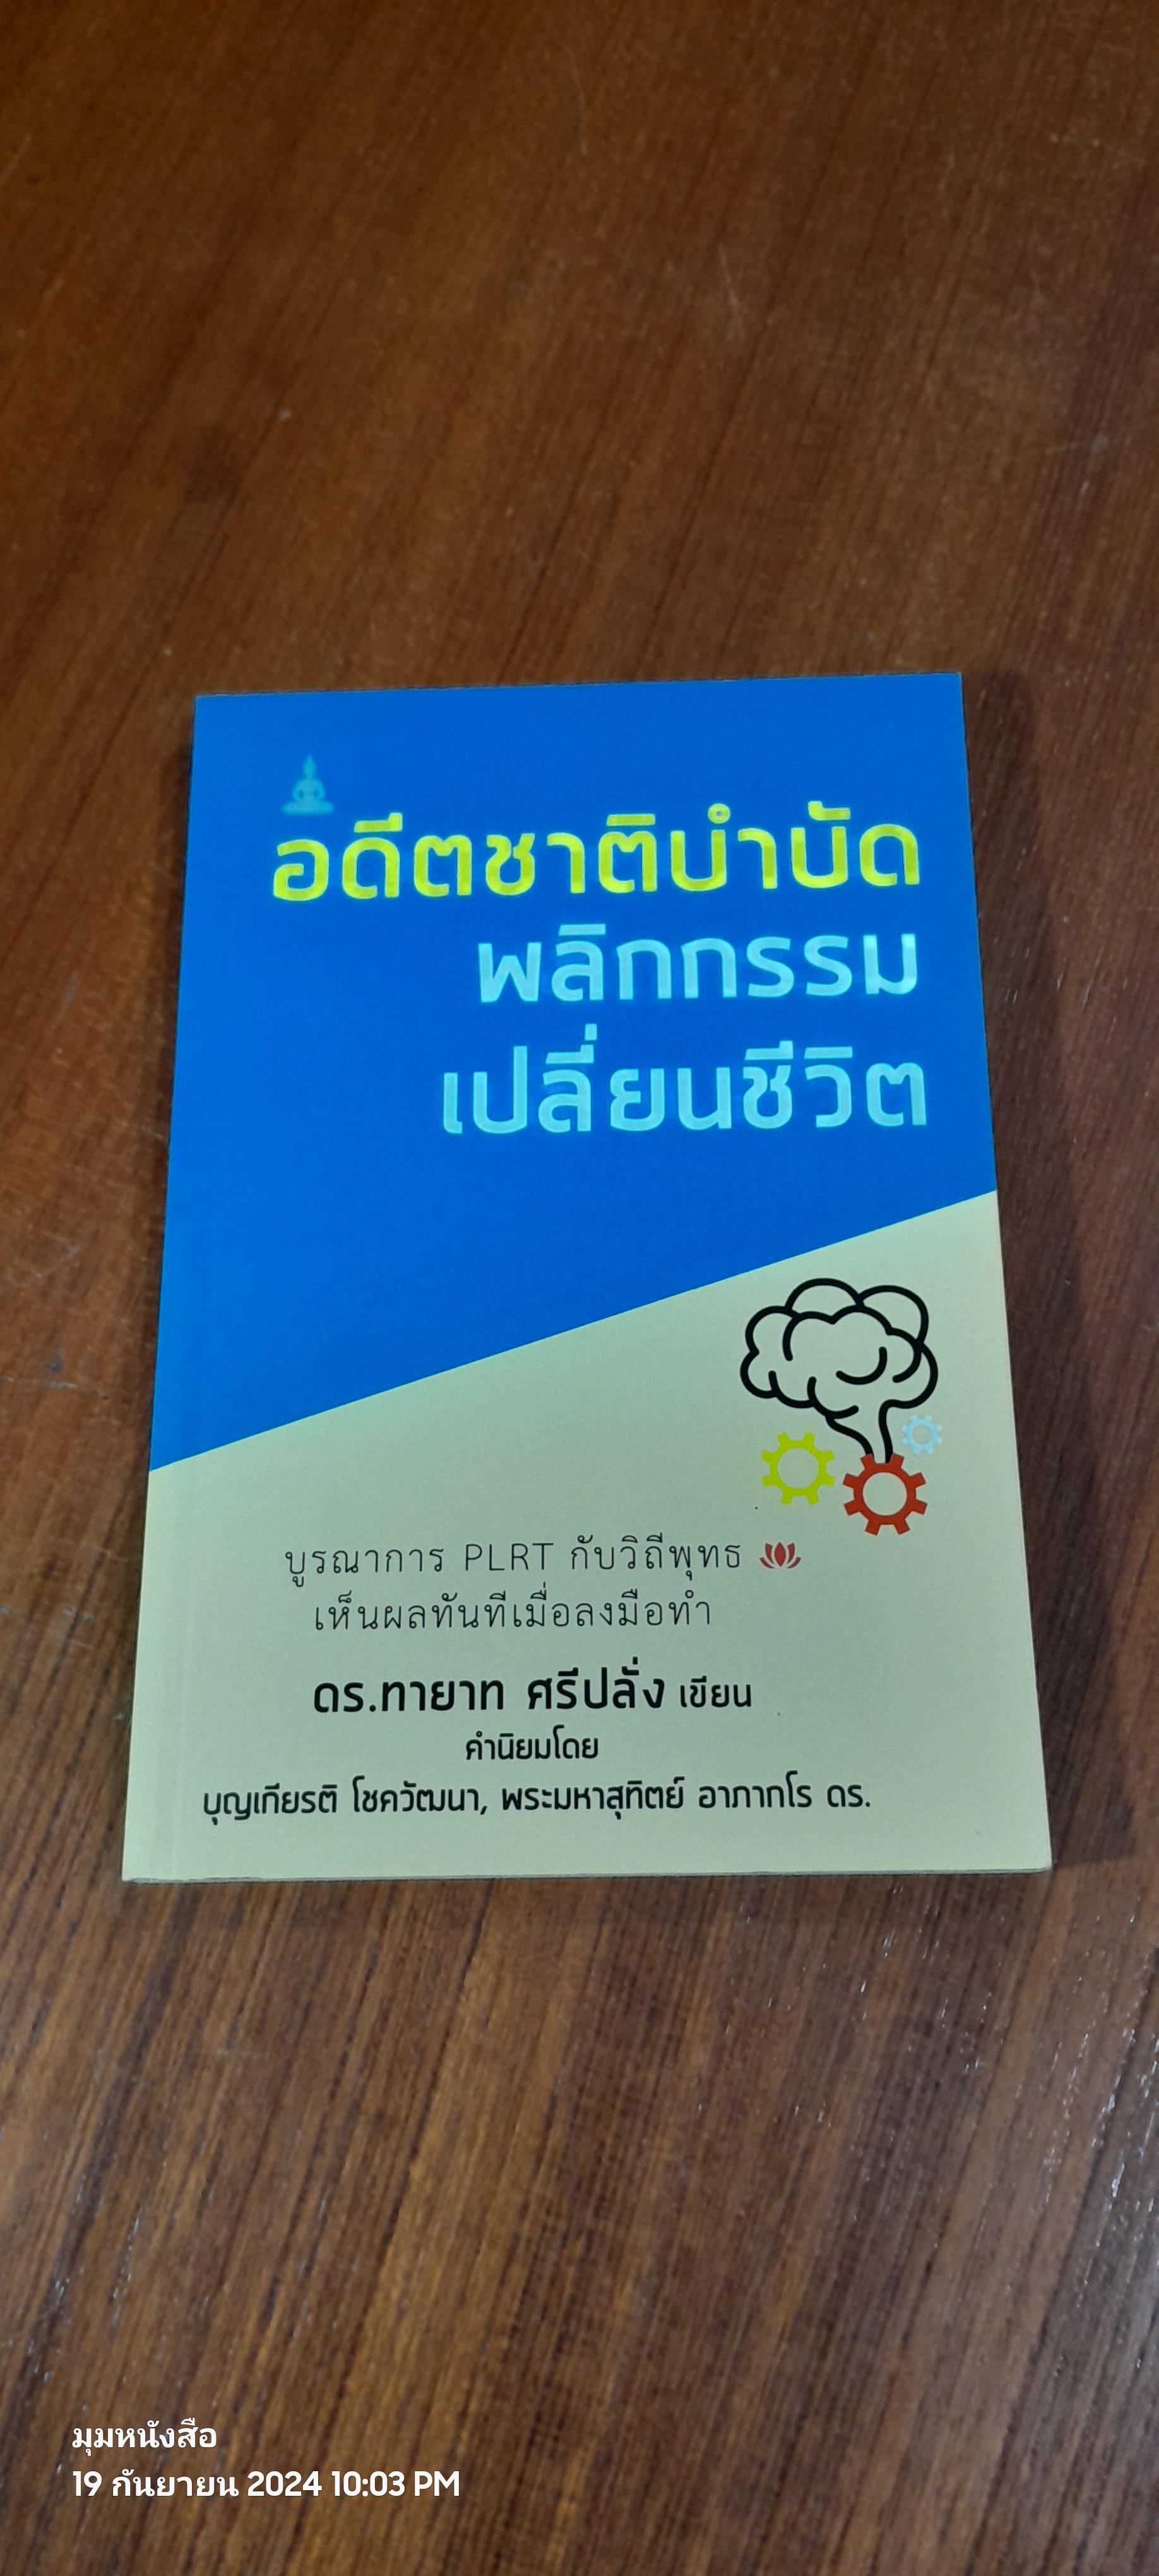 อดีตชาติบำบัด
พลิกกรรม
เปลี่ยนชีวิต
บูรณาการ PLRT กับวิถีพุทธ
เห็นผลทันทีเมื่อลงมือทำ
ดร.ทายาท ศรีปลั่ง เขียน
คำนิยมโดย
บุญเกียรติ โชควัฒนา, พระมหาสุทิตย์ อาภากโร ดร.
มุมหนังสือ
19 กันยายน 2024 10:03 PM